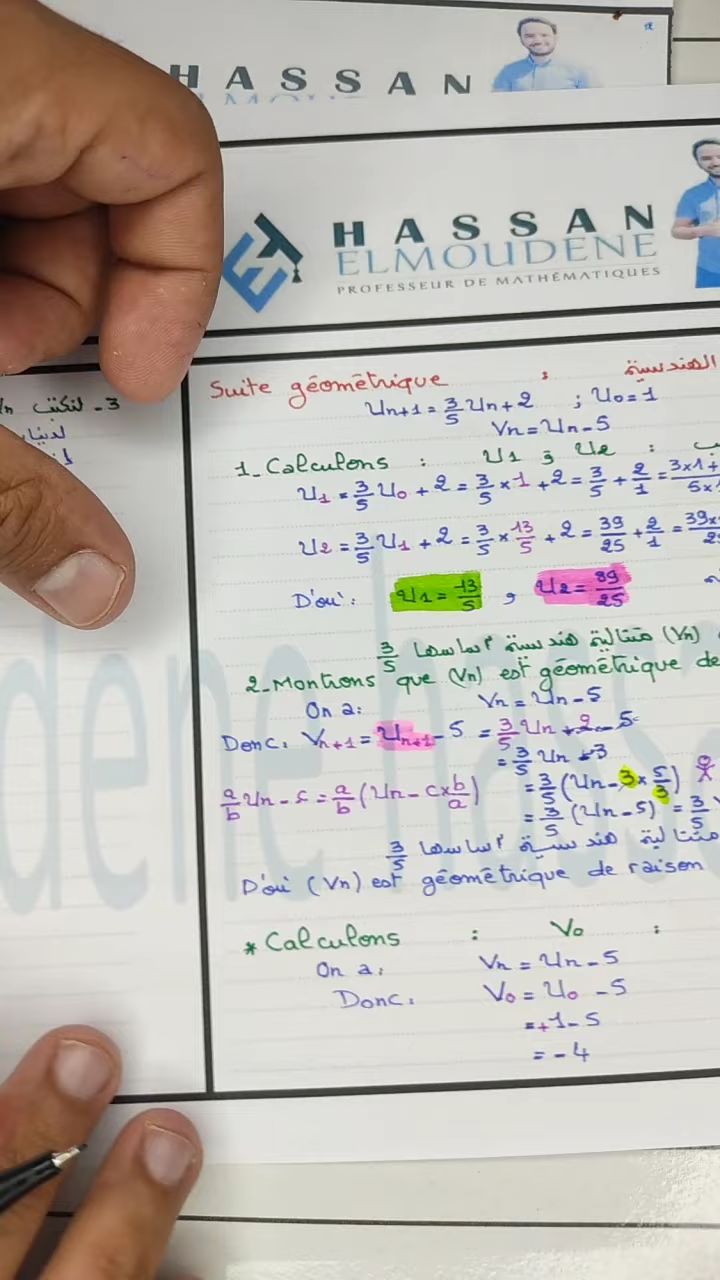 HASSAN
HASSAN
ELMOUDENE
PROFESSEUR DE MATHÉMATIQUES
3- لنكتب
Suite géométrique : الهندسية
Un+1 = 3/5 Un + 2 ; U0 = 1
Vn = Un - 5
1_ Calculons : U1 و U2 :
U1 = 3/5 U0 + 2 = 3/5 × 1 + 2 = 3/5 + 2/1 =
U2 = 3/5 U1 + 2 = 3/5 × 13/5 + 2 = 39/25 + 2/1 =
D'où: U1 = 13/5 , U2 = 89/25
(Vn) متتالية هندسية أساسها 3/5
2_ Montrons que (Vn) est géométrique de
On a: Vn = Un - 5
Donc. Vn+1 = Un+1 - 5 = 3/5 Un + 2 - 5
= 3/5 Un - 3
a/b Un - c = a/b (Un - c × b/a) = 3/5 (Un - 3 × 5/3)
= 3/5 (Un - 5) = 3/5
متتالية هندسية أساسها 3/5
D'où (Vn) est géométrique de raison
* Calculons : V0 :
On a: Vn = Un - 5
Donc. V0 = U0 - 5
= +1 - 5
= - 4